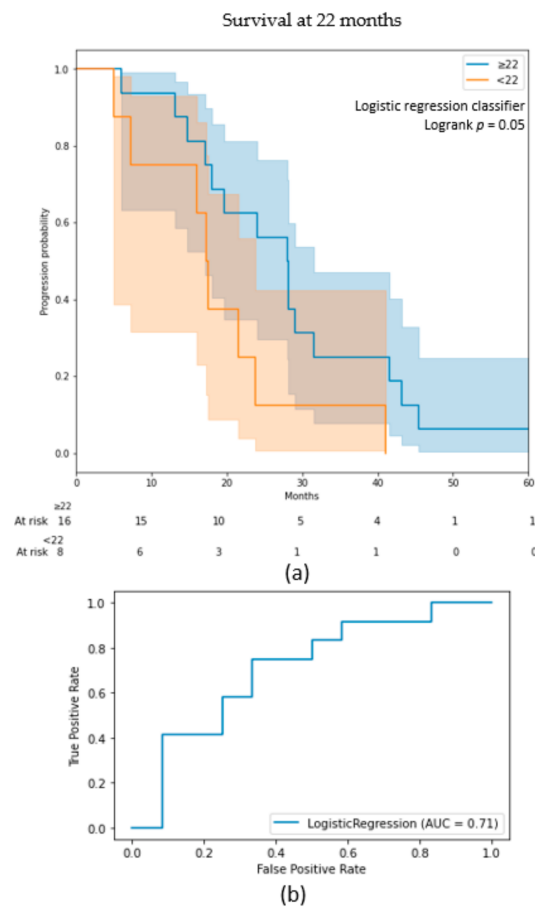 Survival at 22 months
≥22
<22
Logistic regression classifier
Logrank p = 0.05
Progression probability
1.0
0.8
0.6
0.4
0.2
0.0
0 10 20 30 40 50 60
Months
≥22
At risk 16 15 10 5 4 1 1
<22
At risk 8 6 3 1 1 0 0
(a)
True Positive Rate
1.0
0.8
0.6
0.4
0.2
0.0
LogisticRegression (AUC = 0.71)
0.0 0.2 0.4 0.6 0.8 1.0
False Positive Rate
(b)